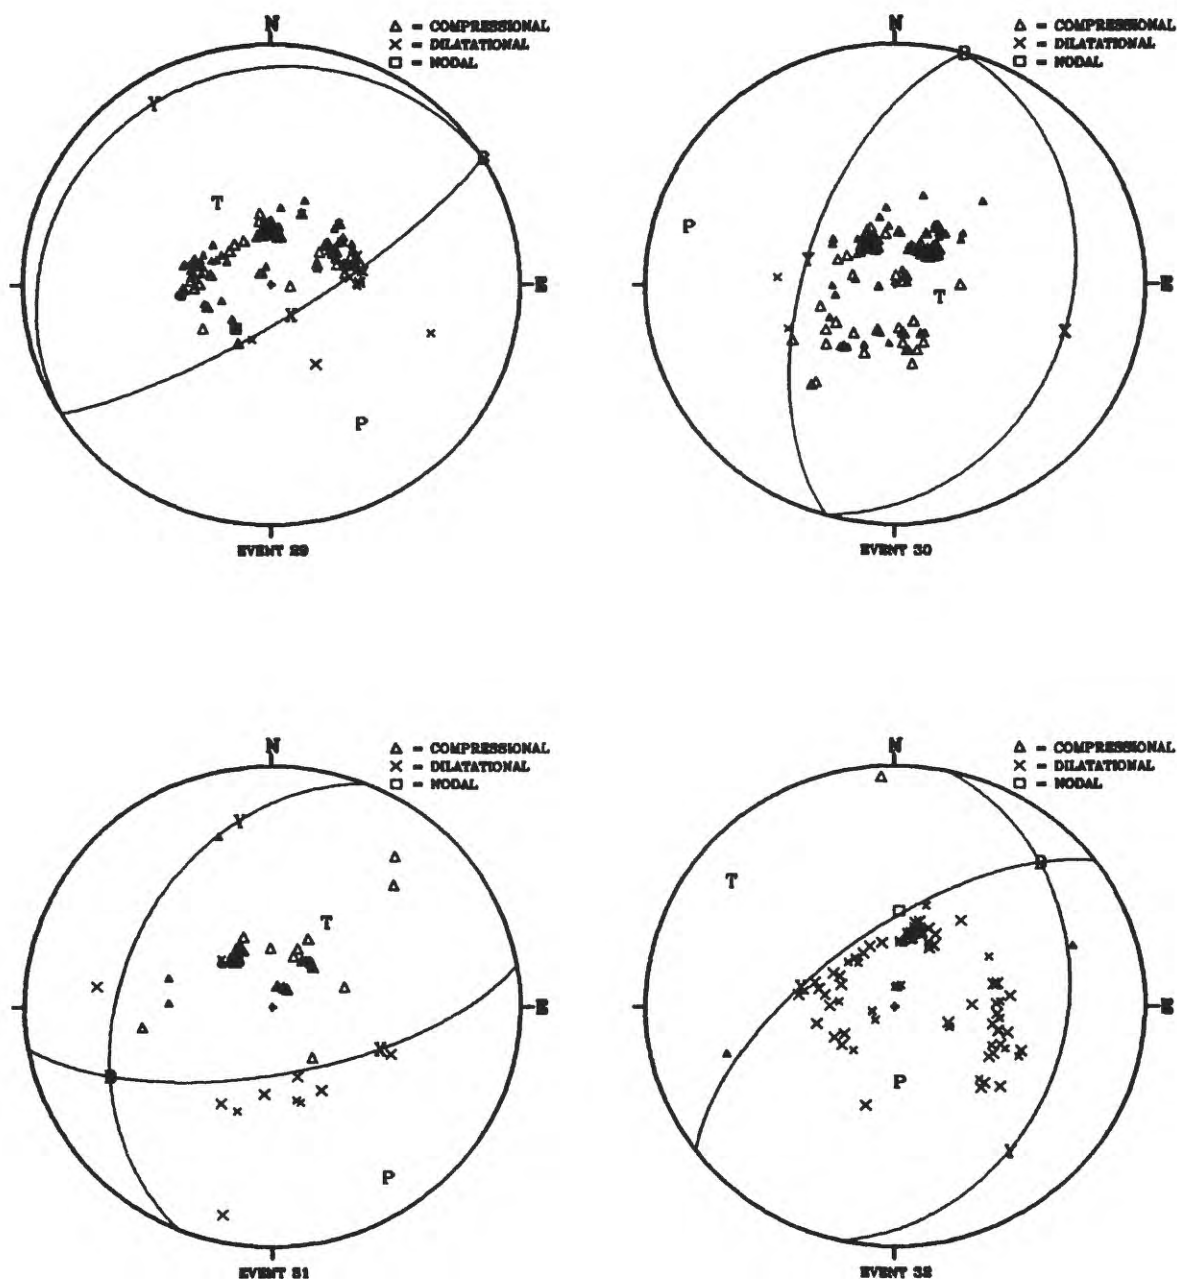 N
△ = COMPRESSIONAL
× = DILATATIONAL
□ = NODAL
Y
B
T
E
X
P
EVENT 29
N
△ = COMPRESSIONAL
× = DILATATIONAL
□ = NODAL
B
P
Y
E
T
X
EVENT 30
N
△ = COMPRESSIONAL
× = DILATATIONAL
□ = NODAL
Y
T
E
X
B
P
EVENT 31
N
△ = COMPRESSIONAL
× = DILATATIONAL
□ = NODAL
B
T
E
P
Y
EVENT 32